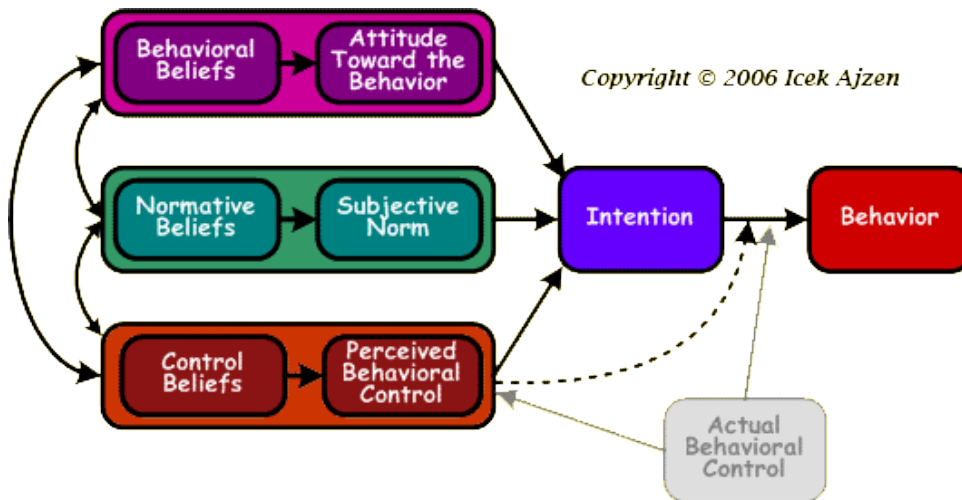 Behavioral
Beliefs
Attitude
Toward the
Behavior
Copyright © 2006 Icek Ajzen
Normative
Beliefs
Subjective
Norm
Intention
Behavior
Control
Beliefs
Perceived
Behavioral
Control
Actual
Behavioral
Control